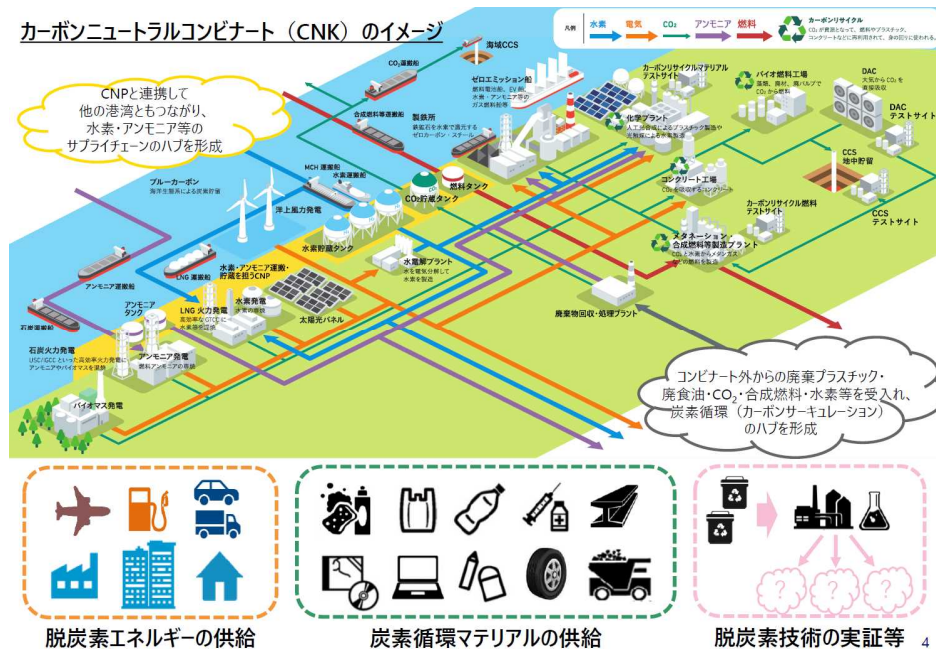 カーボンニュートラルコンビナート（CNK）のイメージ
凡例
水素
電気
CO₂
アンモニア
燃料
カーボンリサイクル
CO₂が資源となって、燃料やプラスチック、
コンクリートなどに再利用されて、身の回りに使われる。
CNPと連携して
他の港湾ともつながり、
水素・アンモニア等の
サプライチェーンのハブを形成
海域CCS
CO₂運搬船
合成燃料等運搬船
ゼロエミッション船
燃料電池船、EV船、
水素・アンモニア等の
ガス燃料船等
製鉄所
鉄鉱石を水素で還元する
ゼロカーボン・スチール
カーボンリサイクルマテリアル
テストサイト
化学プラント
人工光合成によるプラスチック製造や
光触媒による水素製造
バイオ燃料工場
藻類、廃材、廃パルプで
CO₂から燃料
DAC
大気からCO₂を
直接吸収
DAC
テストサイト
CCS
地中貯留
CCS
テストサイト
コンクリート工場
CO₂を吸収するコンクリート
カーボンリサイクル燃料
テストサイト
メタネーション・
合成燃料等製造プラント
CO₂と水素からメタンガス
の燃料を製造
燃料タンク
CO₂貯蔵タンク
MCH運搬船
水素運搬船
ブルーカーボン
海洋生態系による炭素貯留
洋上風力発電
水素貯蔵タンク
水電解プラント
水を電気分解して
水素を製造
廃棄物回収・処理プラント
LNG運搬船
アンモニア運搬船
石炭運搬船
水素・アンモニア運搬・
貯蔵を担うCNP
太陽光パネル
水素発電
水素の専焼
LNG火力発電
高効率なGTCCに
水素等を混焼
アンモニア
タンク
アンモニア発電
燃料アンモニアの専焼
石炭火力発電
USC/IGCCといった高効率火力発電に
アンモニアやバイオマスを混焼
バイオマス発電
コンビナート外からの廃棄プラスチック・
廃食油・CO₂・合成燃料・水素等を受入れ、
炭素循環（カーボンサーキュレーション）
のハブを形成
? ? ?
脱炭素エネルギーの供給
炭素循環マテリアルの供給
脱炭素技術の実証等
4